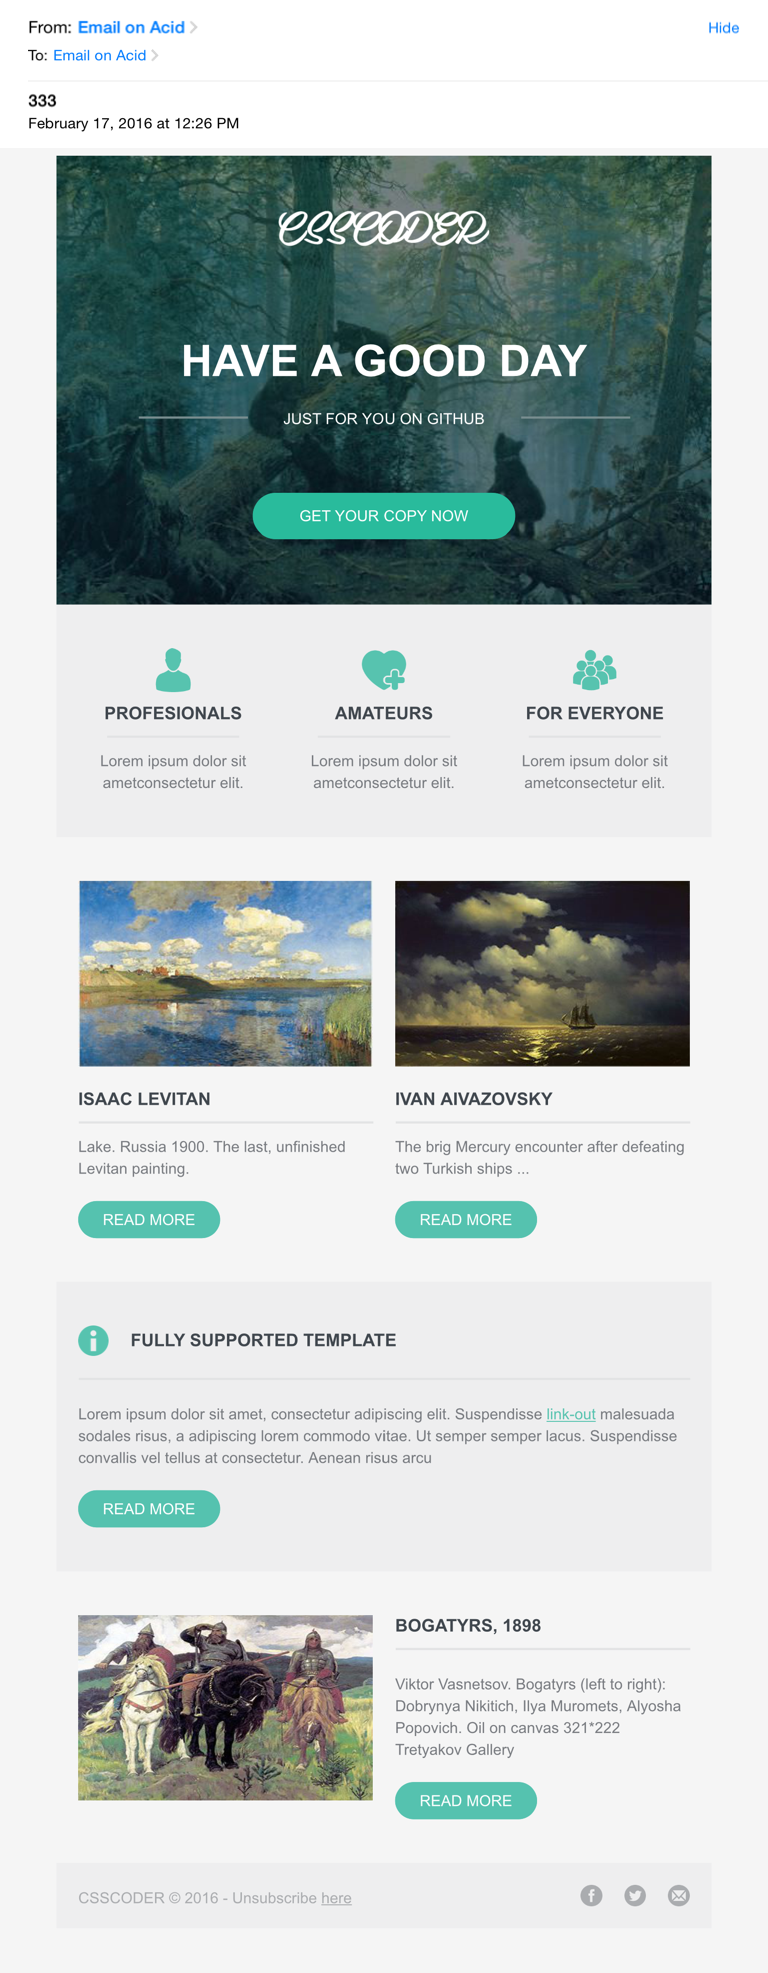 From: Email on Acid
Hide
To: Email on Acid
333
February 17, 2016 at 12:26 PM
CSSCODER
HAVE A GOOD DAY
JUST FOR YOU ON GITHUB
GET YOUR COPY NOW
PROFESIONALS
Lorem ipsum dolor sit
ametconsectetur elit.
AMATEURS
Lorem ipsum dolor sit
ametconsectetur elit.
FOR EVERYONE
Lorem ipsum dolor sit
ametconsectetur elit.
ISAAC LEVITAN
Lake. Russia 1900. The last, unfinished
Levitan painting.
READ MORE
IVAN AIVAZOVSKY
The brig Mercury encounter after defeating
two Turkish ships ...
READ MORE
FULLY SUPPORTED TEMPLATE
Lorem ipsum dolor sit amet, consectetur adipiscing elit. Suspendisse link-out malesuada
sodales risus, a adipiscing lorem commodo vitae. Ut semper semper lacus. Suspendisse
convallis vel tellus at consectetur. Aenean risus arcu
READ MORE
BOGATYRS, 1898
Viktor Vasnetsov. Bogatyrs (left to right):
Dobrynya Nikitich, Ilya Muromets, Alyosha
Popovich. Oil on canvas 321*222
Tretyakov Gallery
READ MORE
CSSCODER © 2016 - Unsubscribe here